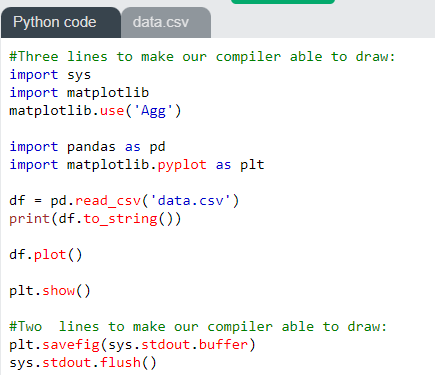 Python code
data.csv
#Three lines to make our compiler able to draw:
import sys
import matplotlib
matplotlib.use('Agg')
import pandas as pd
import matplotlib.pyplot as plt
df = pd.read_csv('data.csv')
print(df.to_string())
df.plot()
plt.show()
#Two  lines to make our compiler able to draw:
plt.savefig(sys.stdout.buffer)
sys.stdout.flush()